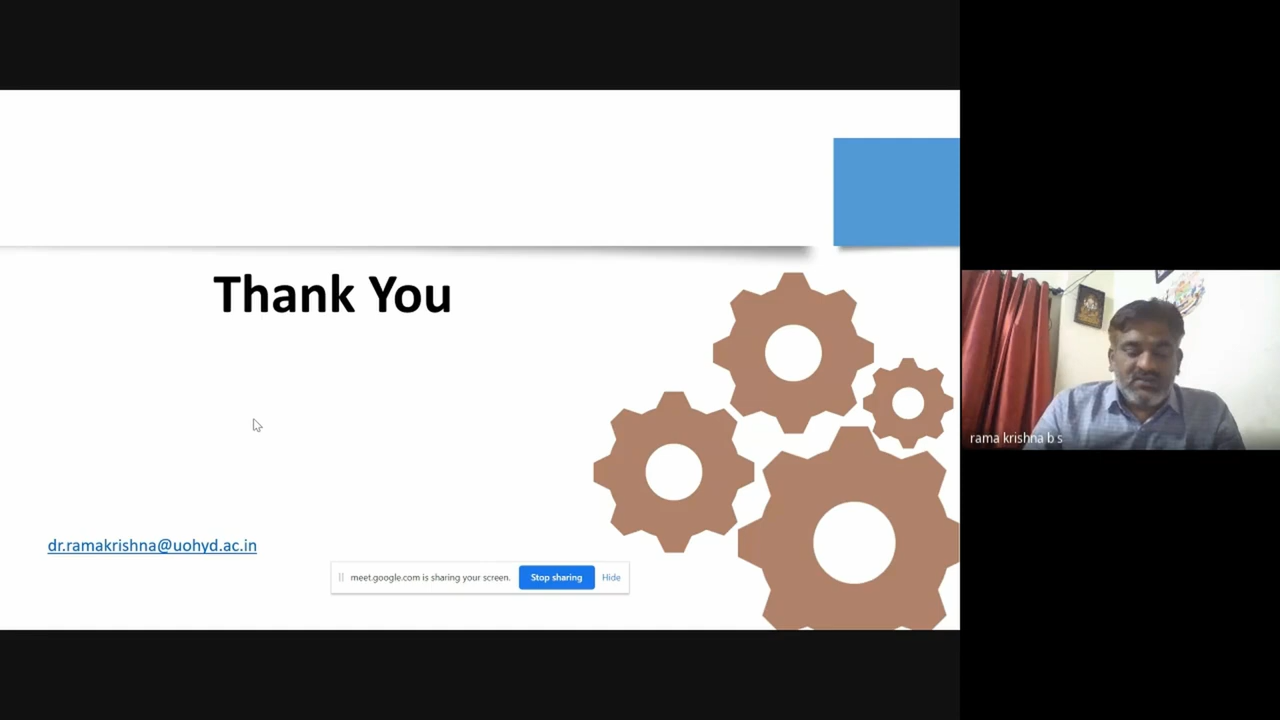 Thank You
dr.ramakrishna@uohyd.ac.in
meet.google.com is sharing your screen. Stop sharing Hide
rama krishna b s